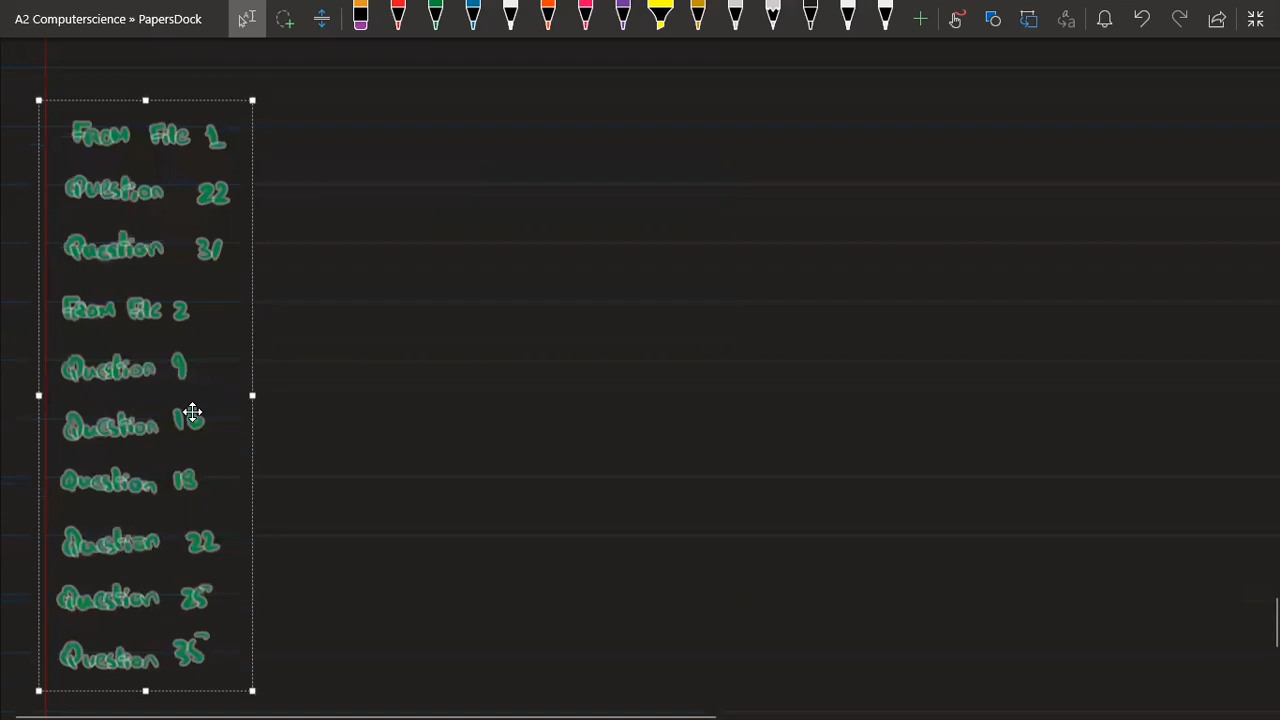 A2 Computerscience » PapersDock
From File 1
Question 22
Question 31
From File 2
Question 9
Question
Question 18
Question 22
Question 25
Question 35